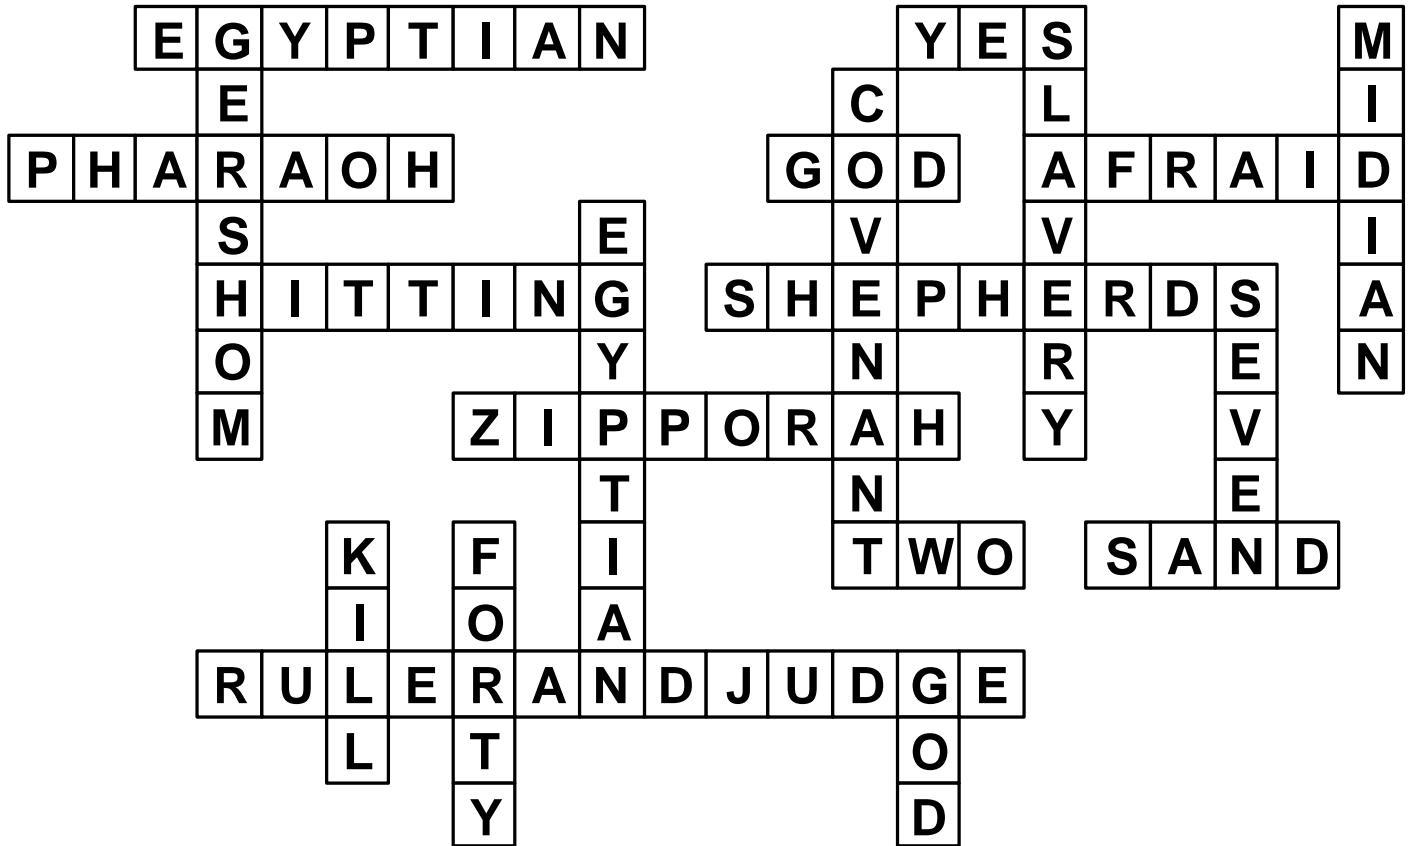 EGYPTIAN YES M
E C L I
PHARAOH GOD AFRAID
S E V V I
HITTING SHEPHERDS A
O Y N R E N
M ZIPPORAH Y V
T N E
K F I TWO SAND
I O A
RULERANDJUDGE
L T O
Y D